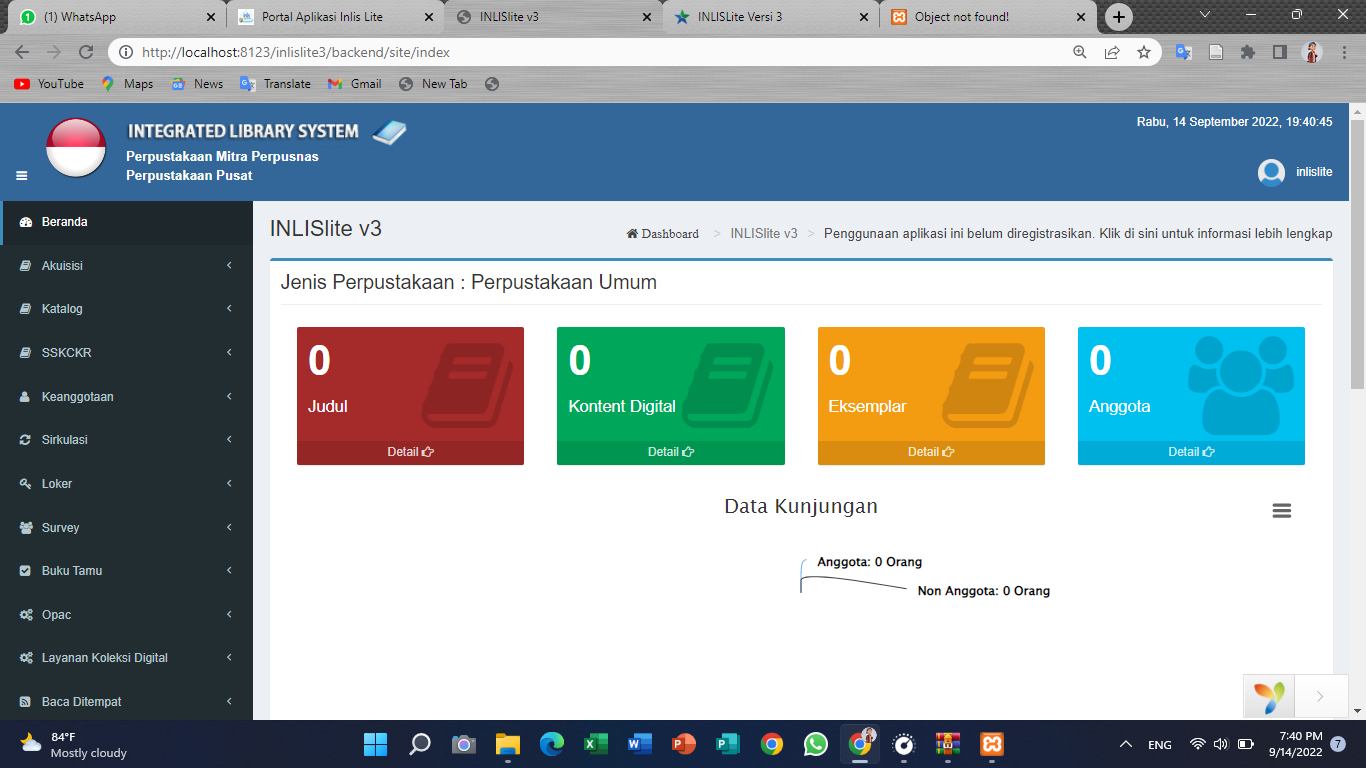 (1) WhatsApp
Portal Aplikasi Inlis Lite
INLISlite v3
INLISLite Versi 3
Object not found!
http://localhost:8123/inlislite3/backend/site/index
YouTube
Maps
News
Translate
Gmail
New Tab
INTEGRATED LIBRARY SYSTEM
Perpustakaan Mitra Perpusnas
Perpustakaan Pusat
Rabu, 14 September 2022, 19:40:45
inlislite
Beranda
Akuisisi
Katalog
SSKCKR
Keanggotaan
Sirkulasi
Loker
Survey
Buku Tamu
Opac
Layanan Koleksi Digital
Baca Ditempat
INLISlite v3
Dashboard > INLISlite v3 > Penggunaan aplikasi ini belum diregistrasikan. Klik di sini untuk informasi lebih lengkap
Jenis Perpustakaan : Perpustakaan Umum
0
Judul
Detail
0
Kontent Digital
Detail
0
Eksemplar
Detail
0
Anggota
Detail
Data Kunjungan
Anggota: 0 Orang
Non Anggota: 0 Orang
84°F
Mostly cloudy
ENG
7:40 PM
9/14/2022
7